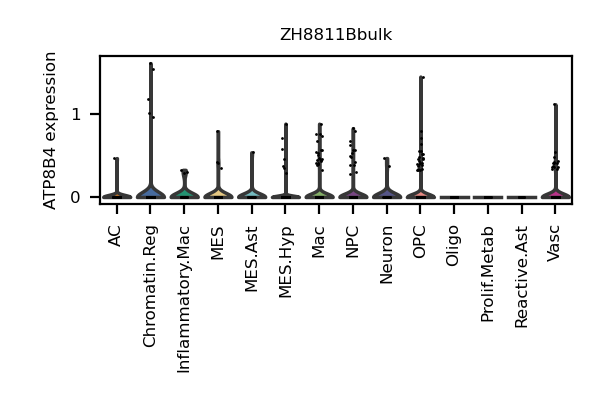 ZH8811Bbulk
ATP8B4 expression
1
0
AC
Chromatin.Reg
Inflammatory.Mac
MES
MES.Ast
MES.Hyp
Mac
NPC
Neuron
OPC
Oligo
Prolif.Metab
Reactive.Ast
Vasc